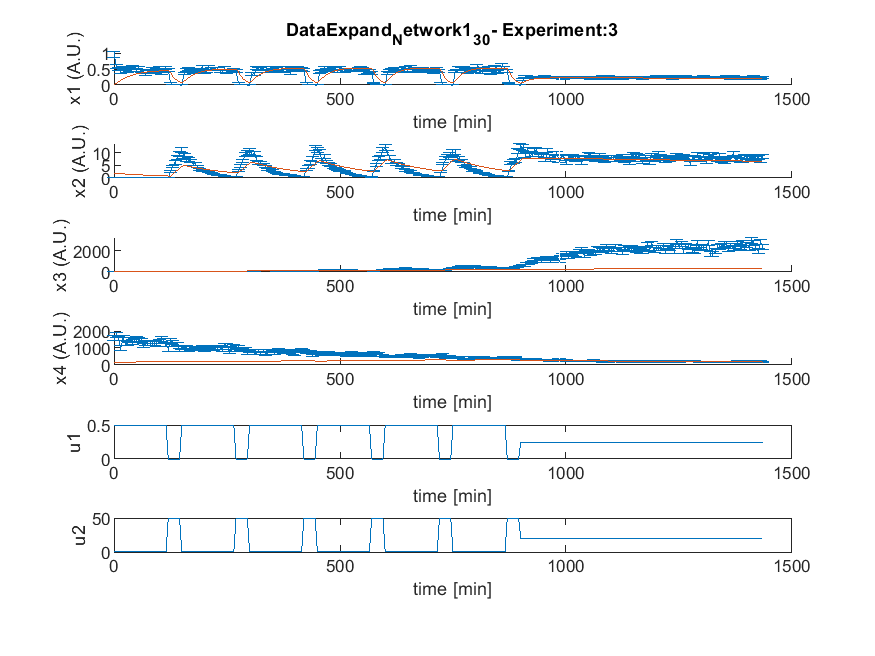 DataExpand_Network1_30- Experiment:3
x1 (A.U.)
1
0.5
0
0 500 1000 1500
time [min]
x2 (A.U.)
10
5
0
0 500 1000 1500
time [min]
x3 (A.U.)
2000
0
0 500 1000 1500
time [min]
x4 (A.U.)
2000
1000
0
0 500 1000 1500
time [min]
u1
0.5
0
0 500 1000 1500
time [min]
u2
50
0
0 500 1000 1500
time [min]